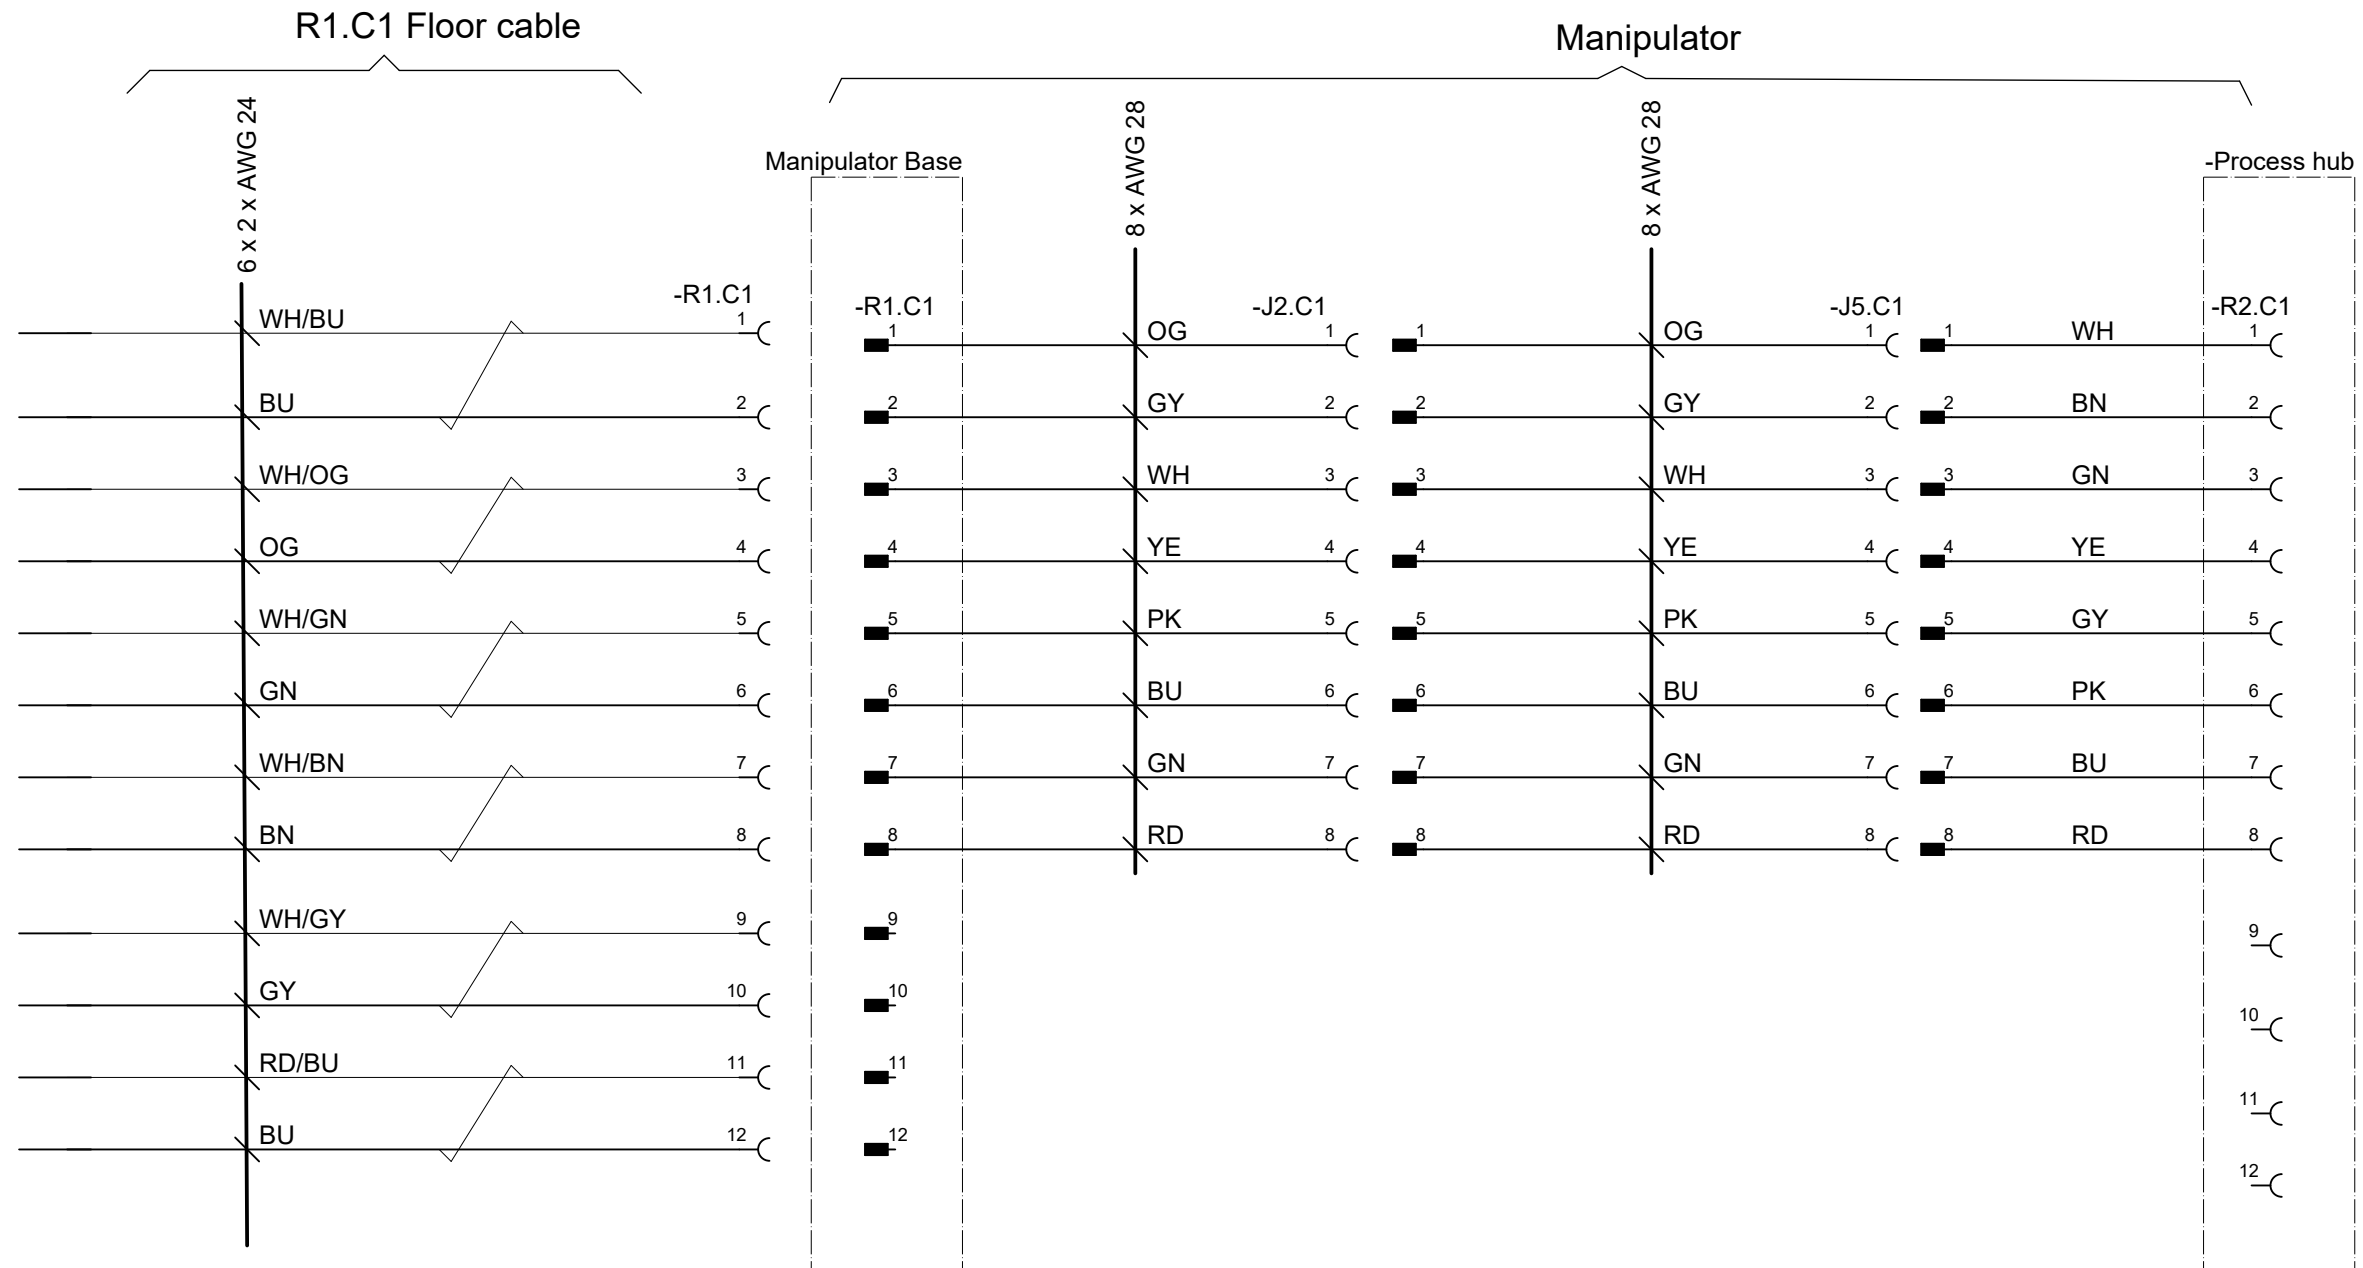 R1.C1 Floor cable
Manipulator
6 x 2 x AWG 24
8 x AWG 28
8 x AWG 28
Manipulator Base
-Process hub
-R1.C1
-R1.C1
-J2.C1
-J5.C1
-R2.C1
WH/BU 1 1 OG 1 1 OG 1 1 WH 1
BU 2 2 GY 2 2 GY 2 2 BN 2
WH/OG 3 3 WH 3 3 WH 3 3 GN 3
OG 4 4 YE 4 4 YE 4 4 YE 4
WH/GN 5 5 PK 5 5 PK 5 5 GY 5
GN 6 6 BU 6 6 BU 6 6 PK 6
WH/BN 7 7 GN 7 7 GN 7 7 BU 7
BN 8 8 RD 8 8 RD 8 8 RD 8
WH/GY 9 9 9
GY 10 10 10
RD/BU 11 11 11
BU 12 12 12